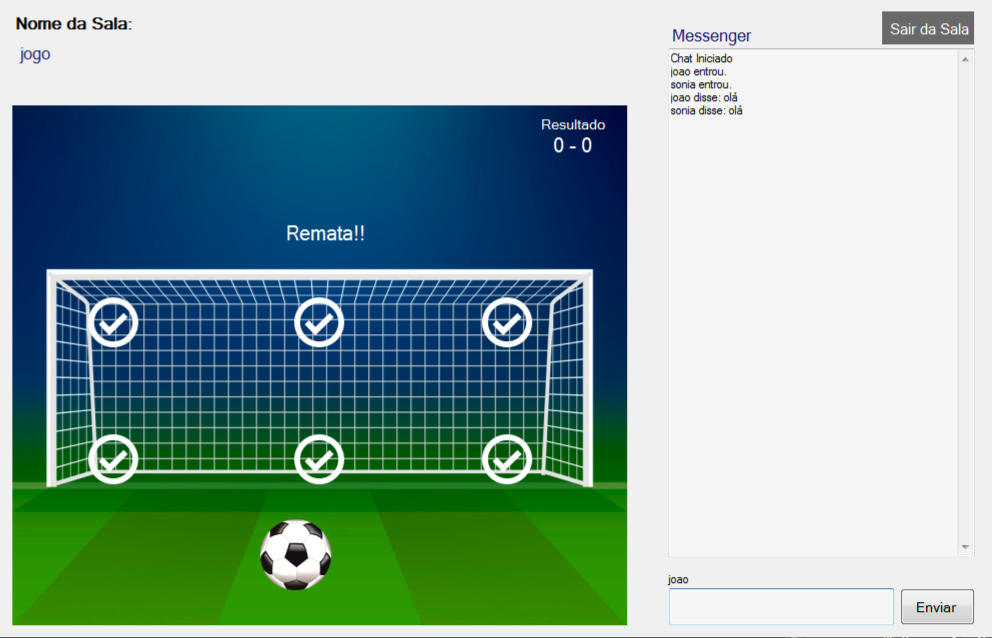 Nome da Sala:
jogo
Resultado
0 - 0
Remata!!
Messenger
Sair da Sala
Chat Iniciado
joao entrou.
sonia entrou.
joao disse: olá
sonia disse: olá
joao
Enviar